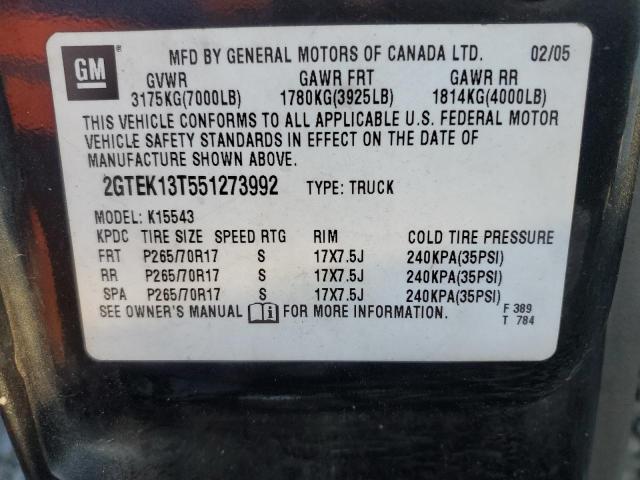 GM
MFD BY GENERAL MOTORS OF CANADA LTD. 02/05
GVWR GAWR FRT GAWR RR
3175KG(7000LB) 1780KG(3925LB) 1814KG(4000LB)
THIS VEHICLE CONFORMS TO ALL APPLICABLE U.S. FEDERAL MOTOR
VEHICLE SAFETY STANDARDS IN EFFECT ON THE DATE OF
MANUFACTURE SHOWN ABOVE.
2GTEK13T551273992 TYPE: TRUCK
MODEL: K15543
KPDC TIRE SIZE SPEED RTG RIM COLD TIRE PRESSURE
FRT P265/70R17 S 17X7.5J 240KPA(35PSI)
RR P265/70R17 S 17X7.5J 240KPA(35PSI)
SPA P265/70R17 S 17X7.5J 240KPA(35PSI)
SEE OWNER'S MANUAL i FOR MORE INFORMATION. F 389
T 784